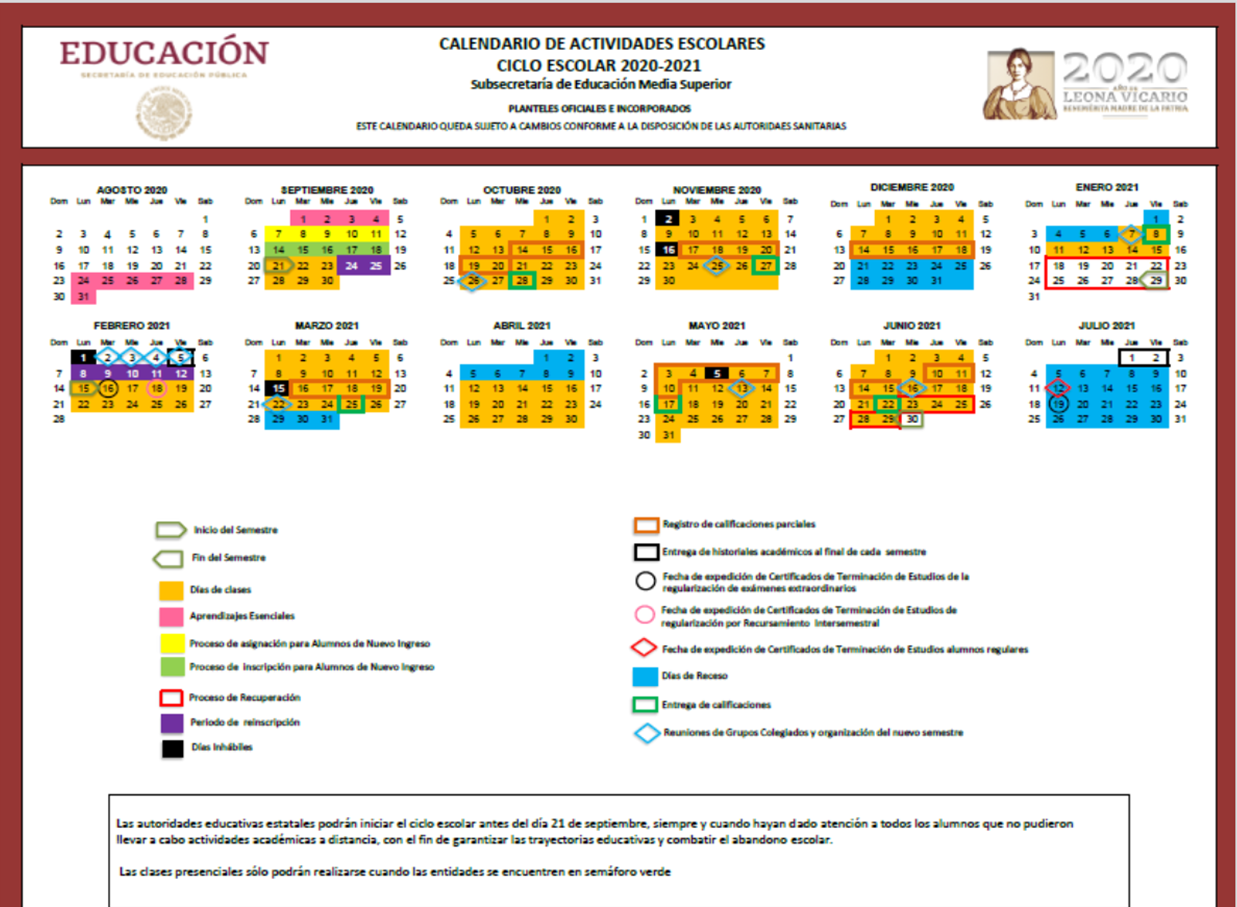 EDUCACIÓN
SECRETARÍA DE EDUCACIÓN PÚBLICA
CALENDARIO DE ACTIVIDADES ESCOLARES
CICLO ESCOLAR 2020-2021
Subsecretaría de Educación Media Superior
PLANTELES OFICIALES E INCORPORADOS
ESTE CALENDARIO QUEDA SUJETO A CAMBIOS CONFORME A LA DISPOSICIÓN DE LAS AUTORIDAES SANITARIAS
2020
AÑO DE
LEONA VICARIO
BENEMÉRITA MADRE DE LA PATRIA
AGOSTO 2020
Dom Lun Mar Mie Jue Vie Sab
1
2 3 4 5 6 7 8
9 10 11 12 13 14 15
16 17 18 19 20 21 22
23 24 25 26 27 28 29
30 31
SEPTIEMBRE 2020
Dom Lun Mar Mie Jue Vie Sab
1 2 3 4 5
6 7 8 9 10 11 12
13 14 15 16 17 18 19
20 21 22 23 24 25 26
27 28 29 30
OCTUBRE 2020
Dom Lun Mar Mie Jue Vie Sab
1 2 3
4 5 6 7 8 9 10
11 12 13 14 15 16 17
18 19 20 21 22 23 24
25 26 27 28 29 30 31
NOVIEMBRE 2020
Dom Lun Mar Mie Jue Vie Sab
1 2 3 4 5 6 7
8 9 10 11 12 13 14
15 16 17 18 19 20 21
22 23 24 25 26 27 28
29 30
DICIEMBRE 2020
Dom Lun Mar Mie Jue Vie Sab
1 2 3 4 5
6 7 8 9 10 11 12
13 14 15 16 17 18 19
20 21 22 23 24 25 26
27 28 29 30 31
ENERO 2021
Dom Lun Mar Mie Jue Vie Sab
1 2
3 4 5 6 7 8 9
10 11 12 13 14 15 16
17 18 19 20 21 22 23
24 25 26 27 28 29 30
31
FEBRERO 2021
Dom Lun Mar Mie Jue Vie Sab
1 2 3 4 5 6
7 8 9 10 11 12 13
14 15 16 17 18 19 20
21 22 23 24 25 26 27
28
MARZO 2021
Dom Lun Mar Mie Jue Vie Sab
1 2 3 4 5 6
7 8 9 10 11 12 13
14 15 16 17 18 19 20
21 22 23 24 25 26 27
28 29 30 31
ABRIL 2021
Dom Lun Mar Mie Jue Vie Sab
1 2 3
4 5 6 7 8 9 10
11 12 13 14 15 16 17
18 19 20 21 22 23 24
25 26 27 28 29 30
MAYO 2021
Dom Lun Mar Mie Jue Vie Sab
1
2 3 4 5 6 7 8
9 10 11 12 13 14 15
16 17 18 19 20 21 22
23 24 25 26 27 28 29
30 31
JUNIO 2021
Dom Lun Mar Mie Jue Vie Sab
1 2 3 4 5
6 7 8 9 10 11 12
13 14 15 16 17 18 19
20 21 22 23 24 25 26
27 28 29 30
JULIO 2021
Dom Lun Mar Mie Jue Vie Sab
1 2 3
4 5 6 7 8 9 10
11 12 13 14 15 16 17
18 19 20 21 22 23 24
25 26 27 28 29 30 31
Inicio del Semestre
Fin del Semestre
Días de clases
Aprendizajes Esenciales
Proceso de asignación para Alumnos de Nuevo Ingreso
Proceso de Inscripción para Alumnos de Nuevo Ingreso
Proceso de Recuperación
Periodo de reinscripción
Días Inhábiles
Registro de calificaciones parciales
Entrega de historiales académicos al final de cada semestre
Fecha de expedición de Certificados de Terminación de Estudios de la
regularización de exámenes extraordinarios
Fecha de expedición de Certificados de Terminación de Estudios de
regularización por Recursamiento Intersemestral
Fecha de expedición de Certificados de Terminación de Estudios alumnos regulares
Días de Receso
Entrega de calificaciones
Reuniones de Grupos Colegiados y organización del nuevo semestre
Las autoridades educativas estatales podrán iniciar el ciclo escolar antes del día 21 de septiembre, siempre y cuando hayan dado atención a todos los alumnos que no pudieron
llevar a cabo actividades académicas a distancia, con el fin de garantizar las trayectorias educativas y combatir el abandono escolar.
Las clases presenciales sólo podrán realizarse cuando las entidades se encuentren en semáforo verde